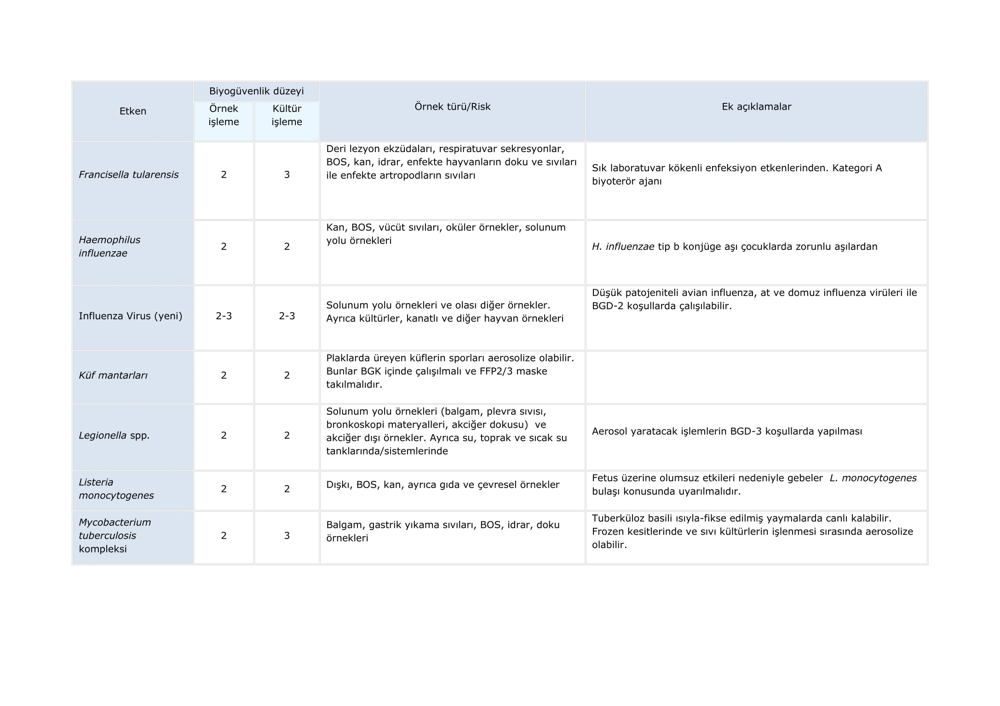 Etken
Biyogüvenlik düzeyi
Örnek
işleme
Kültür
işleme
Örnek türü/Risk
Ek açıklamalar
Francisella tularensis
2
3
Deri lezyon ekzüdaları, respiratuvar sekresyonlar,
BOS, kan, idrar, enfekte hayvanların doku ve sıvıları
ile enfekte artropodların sıvıları
Sık laboratuvar kökenli enfeksiyon etkenlerinden. Kategori A
biyoterör ajanı
Haemophilus
influenzae
2
2
Kan, BOS, vücüt sıvıları, oküler örnekler, solunum
yolu örnekleri
H. influenzae tip b konjüge aşı çocuklarda zorunlu aşılardan
Influenza Virus (yeni)
2-3
2-3
Solunum yolu örnekleri ve olası diğer örnekler.
Ayrıca kültürler, kanatlı ve diğer hayvan örnekleri
Düşük patojeniteli avian influenza, at ve domuz influenza virüleri ile
BGD-2 koşullarda çalışılabilir.
Küf mantarları
2
2
Plaklarda üreyen küflerin sporları aerosolize olabilir.
Bunlar BGK içinde çalışılmalı ve FFP2/3 maske
takılmalıdır.
Legionella spp.
2
2
Solunum yolu örnekleri (balgam, plevra sıvısı,
bronkoskopi materyalleri, akciğer dokusu)  ve
akciğer dışı örnekler. Ayrıca su, toprak ve sıcak su
tanklarında/sistemlerinde
Aerosol yaratacak işlemlerin BGD-3 koşullarda yapılması
Listeria
monocytogenes
2
2
Dışkı, BOS, kan, ayrıca gıda ve çevresel örnekler
Fetus üzerine olumsuz etkileri nedeniyle gebeler  L. monocytogenes
bulaşı konusunda uyarılmalıdır.
Mycobacterium
tuberculosis
kompleksi
2
3
Balgam, gastrik yıkama sıvıları, BOS, idrar, doku
örnekleri
Tuberküloz basili ısıyla-fikse edilmiş yaymalarda canlı kalabilir.
Frozen kesitlerinde ve sıvı kültürlerin işlenmesi sırasında aerosolize
olabilir.